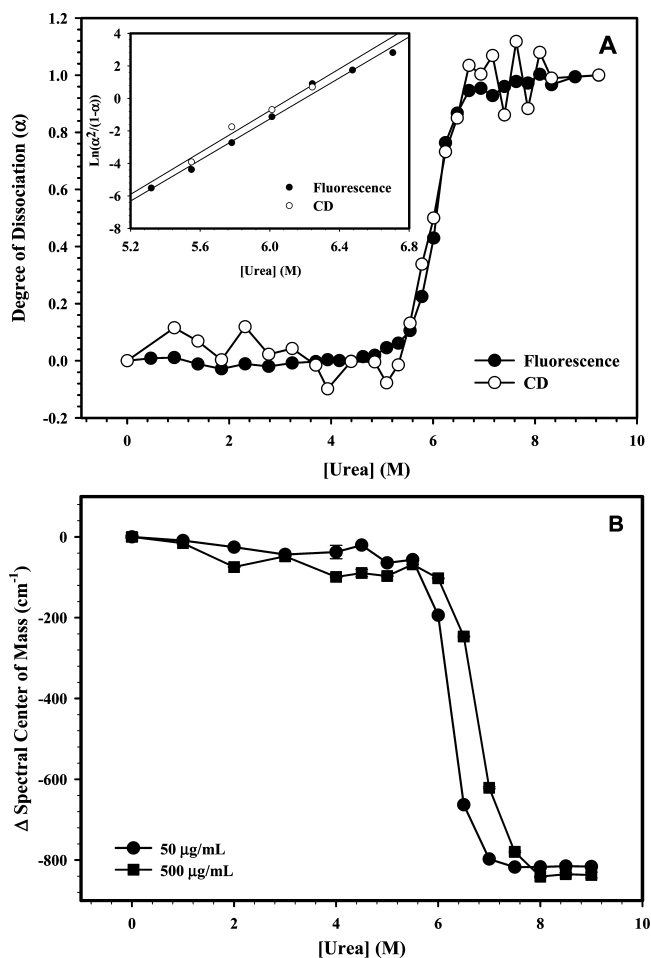 A
Degree of Dissociation (α)
1.2
1.0
0.8
0.6
0.4
0.2
0.0
-0.2
Ln(α²/(1-α))
4
2
0
-2
-4
-6
-8
Fluorescence
CD
5.2 5.6 6.0 6.4 6.8
[Urea] (M)
Fluorescence
CD
0 2 4 6 8 10
[Urea] (M)
B
Δ Spectral Center of Mass (cm⁻¹)
0
-200
-400
-600
-800
50 μg/mL
500 μg/mL
0 2 4 6 8 10
[Urea] (M)